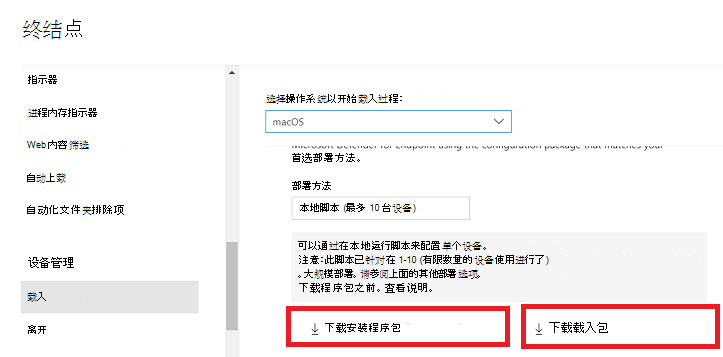 终结点
指示器
进程内存指示器
Web内容 筛选
自动上载
自动化文件夹排除项
设备管理
载入
离开
选择操作系统以开始载入过程:
macOS
Microsoft Defender for Endpoint using the configuration package that matches your
首选部署方法。
部署方法
本地脚本 (最多 10 台设备)
可以通过在本地运行脚本来配置单个设备。
注意:此脚本已针对在 1-10 (有限数量的设备使用进行了)
。大规模部署。请参阅上面的其他部署选项。
下载程序包之前。查看说明。
下载安装程序包
下载载入包